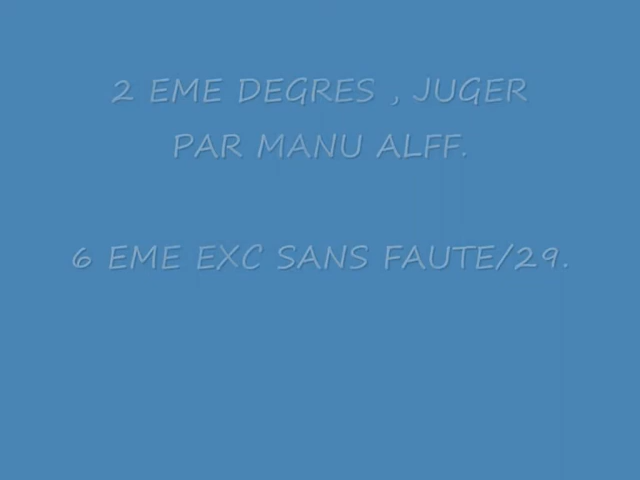 2 EME DEGRES , JUGER
PAR MANU ALFF.
6 EME EXC SANS FAUTE/29.